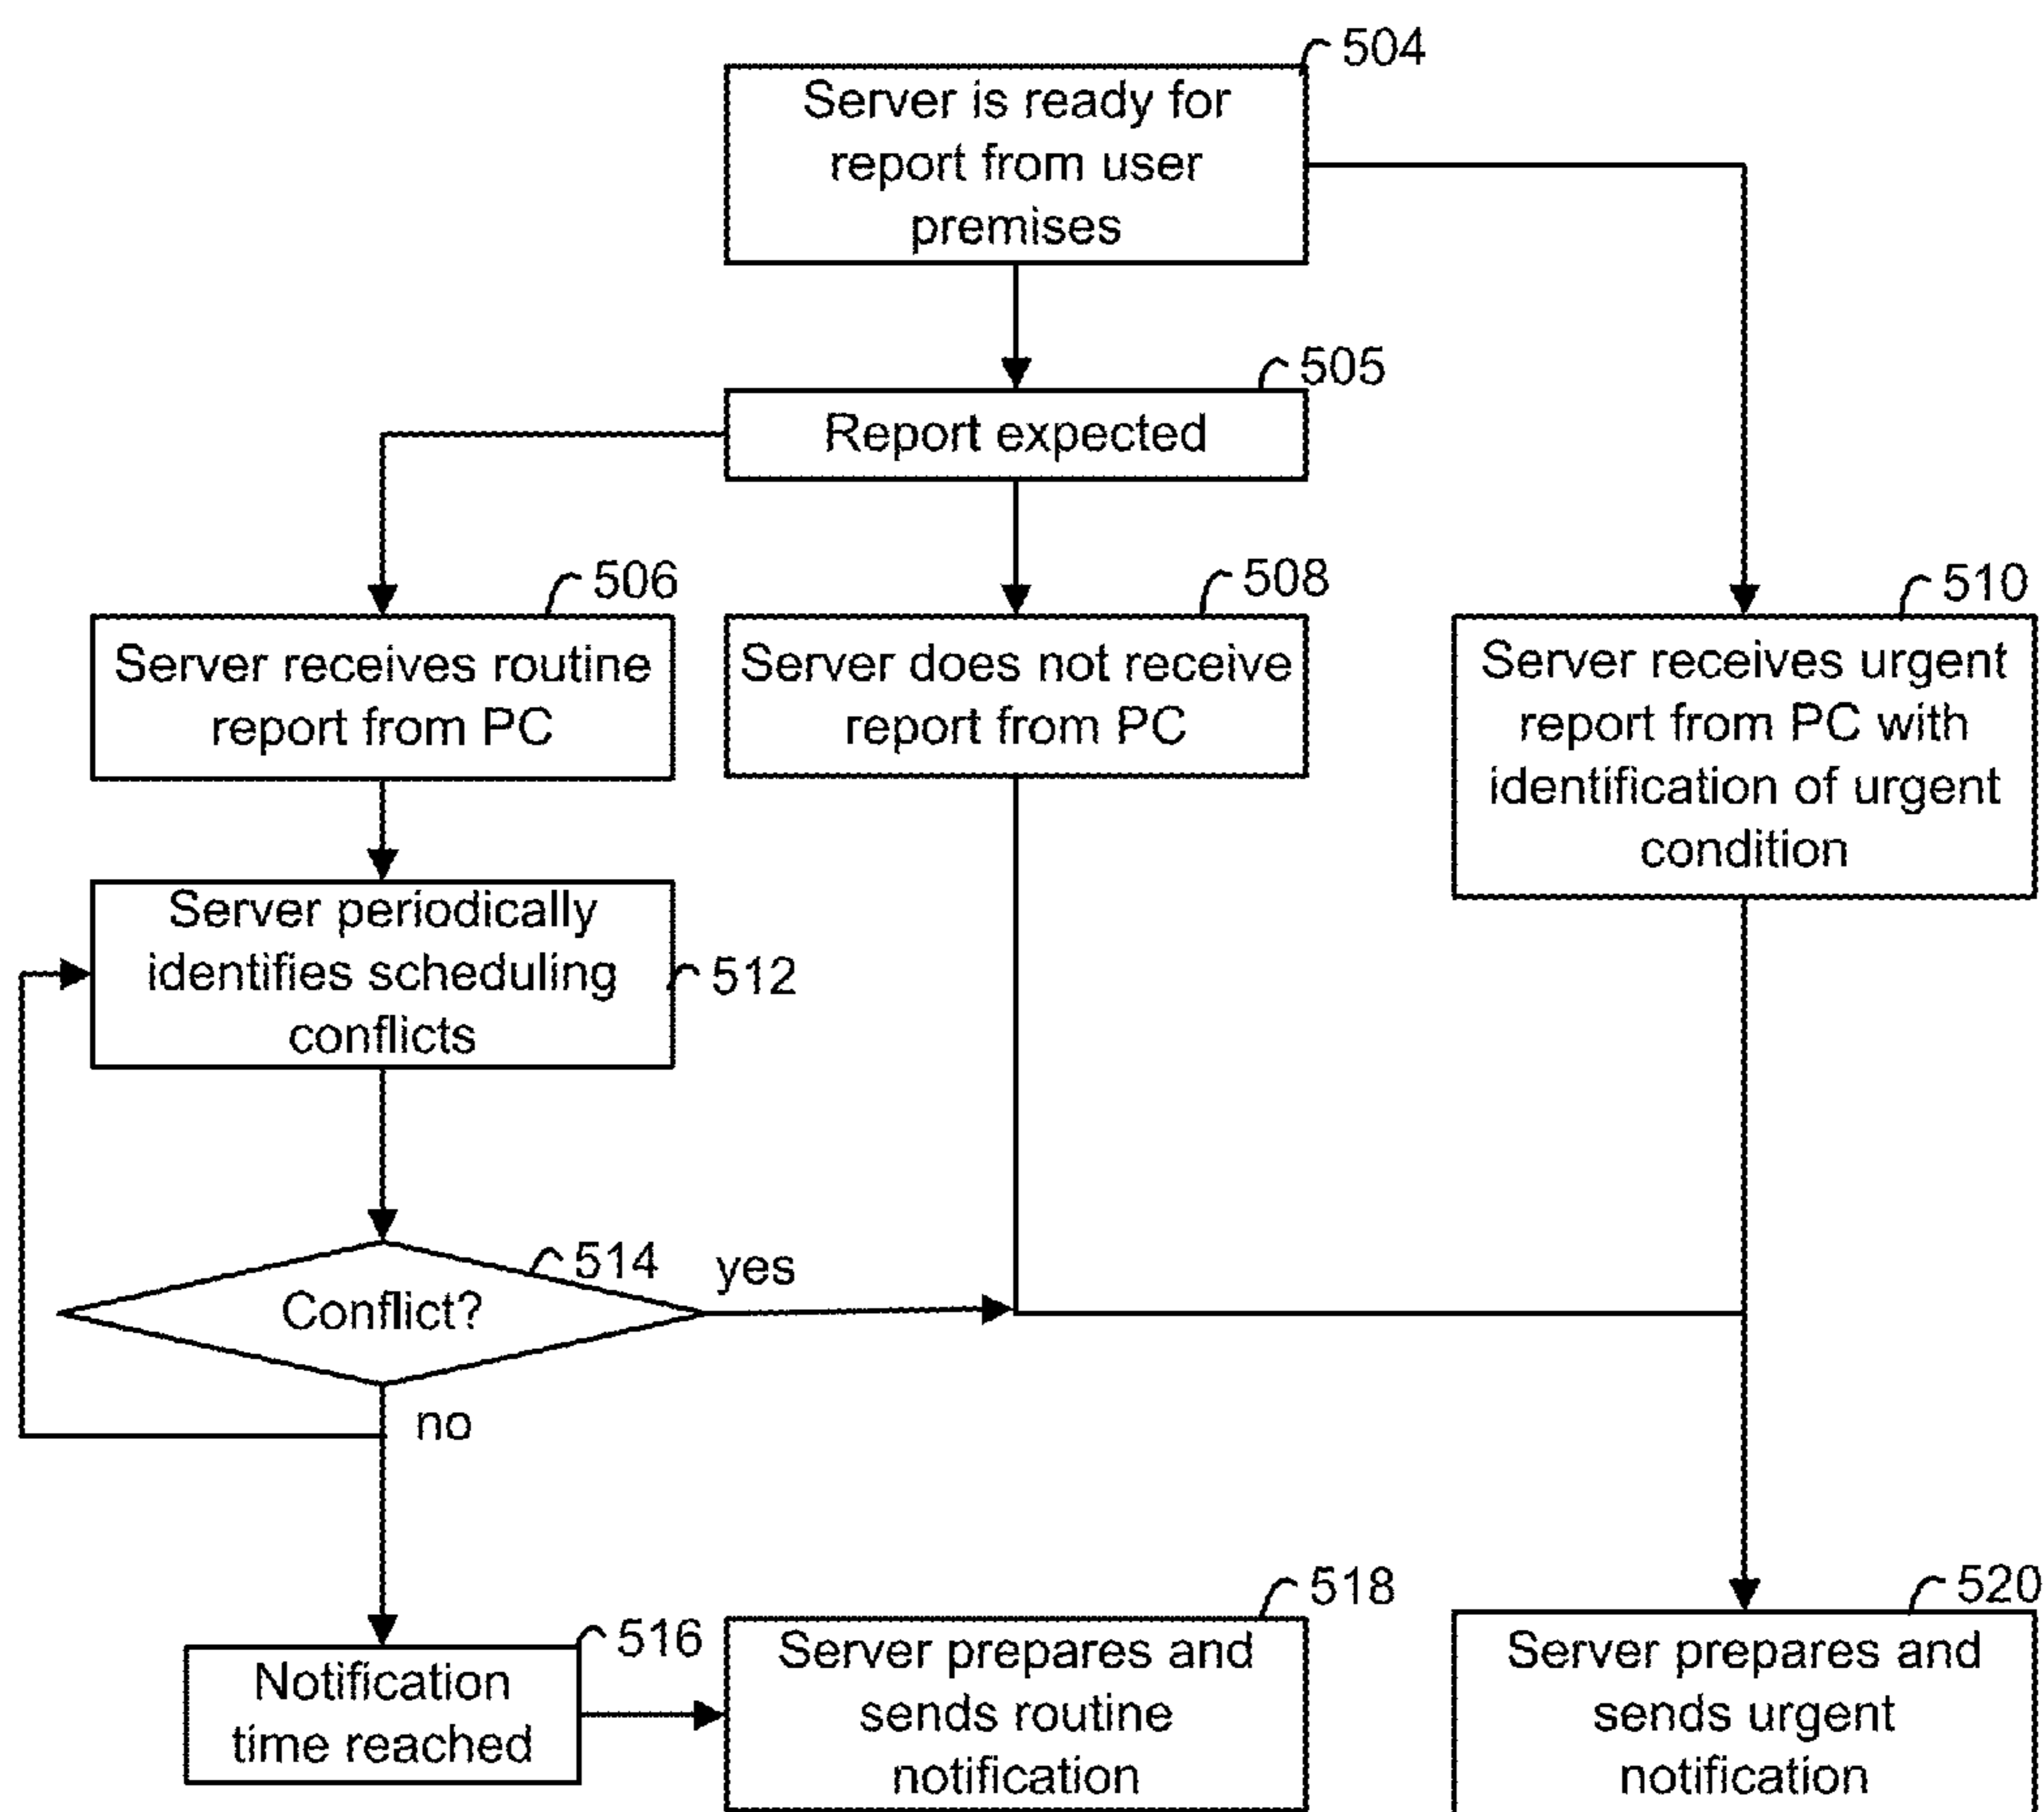 504
Server is ready for
report from user
premises
505
Report expected
506
Server receives routine
report from PC
508
Server does not receive
report from PC
510
Server receives urgent
report from PC with
identification of urgent
condition
Server periodically
identifies scheduling
conflicts
512
514
Conflict?
yes
no
516
Notification
time reached
518
Server prepares and
sends routine
notification
520
Server prepares and
sends urgent
notification